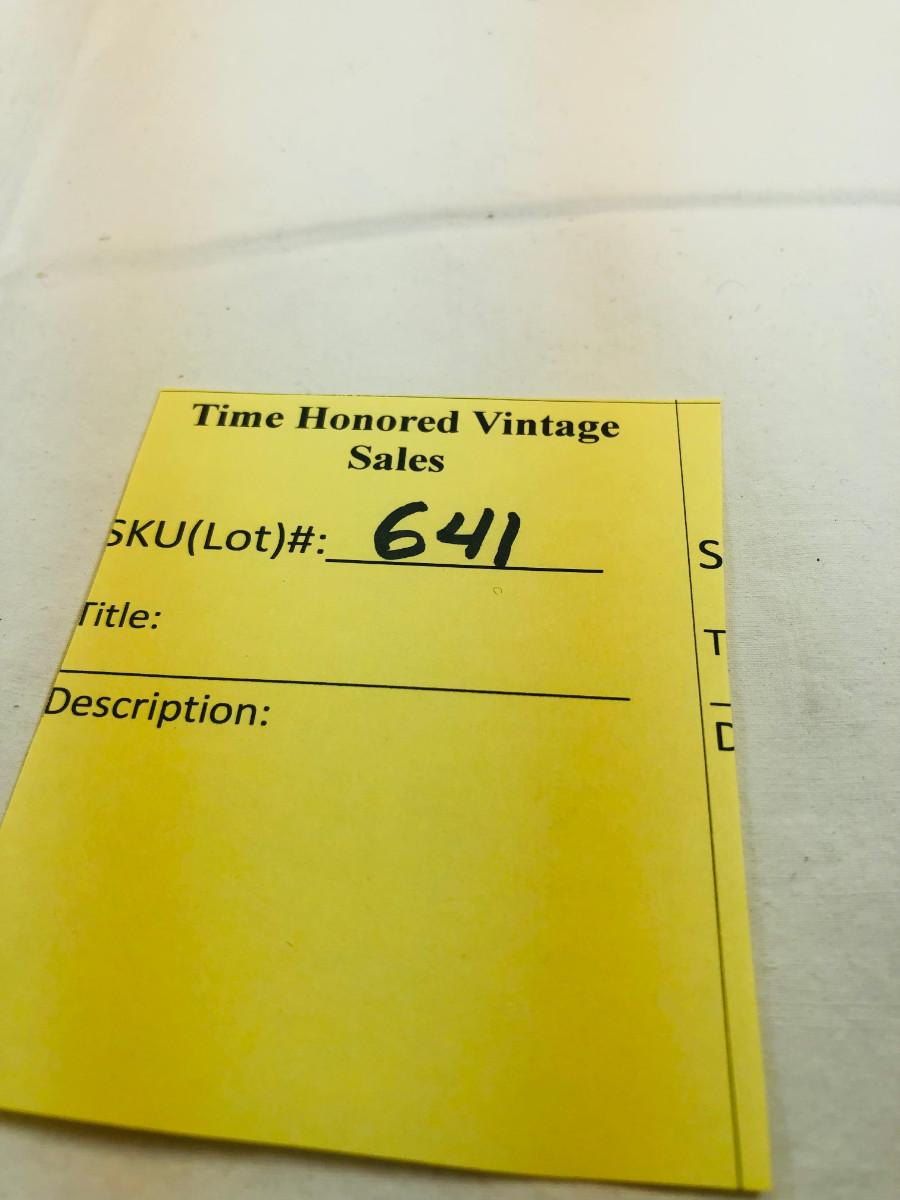 Time Honored Vintage
Sales
SKU(Lot)#: 641
Title:
Description:
S
T
D